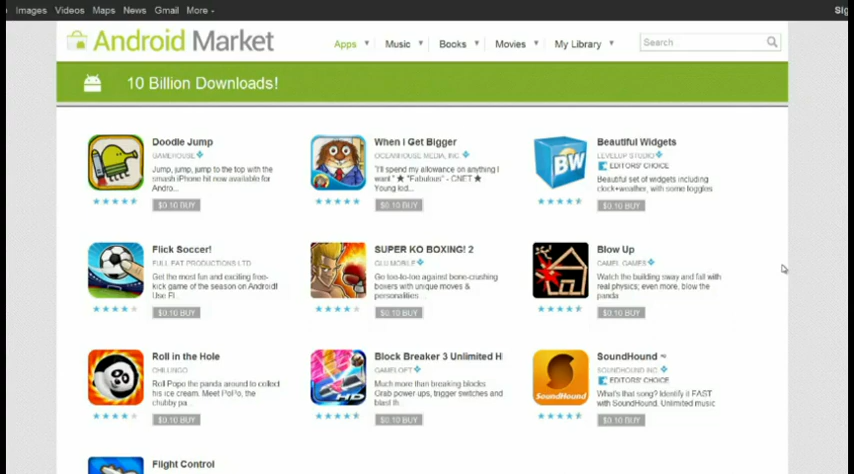 Images Videos Maps News Gmail More Sig
Android Market Apps Music Books Movies My Library Search
10 Billion Downloads!
Doodle Jump
GAMEHOUSE
Jump, jump, jump to the top with the
smash iPhone hit now available for
Andro...
$0.10 BUY
When I Get Bigger
OCEANHOUSE MEDIA, INC.
"I'll spend my allowance on anything I
want." ★ "Fabulous" - CNET ★
Young kid...
$0.10 BUY
BW
Beautiful Widgets
LEVELUP STUDIO
EDITORS' CHOICE
Beautiful set of widgets including
clock+weather, with some toggles
$0.10 BUY
Flick Soccer!
FULL FAT PRODUCTIONS LTD
Get the most fun and exciting free-
kick game of the season on Android!
Use Fl...
$0.10 BUY
SUPER KO BOXING! 2
GLU MOBILE
Go toe-to-toe against bone-crushing
boxers with unique moves &
personalities...
$0.10 BUY
Blow Up
CAMEL GAMES
Watch the building sway and fall with
real physics; even more, blow the
panda
$0.10 BUY
Roll in the Hole
CHILLINGO
Roll Popo the panda around to collect
his ice cream. Meet PoPo, the
chubby pa...
$0.10 BUY
HD
Block Breaker 3 Unlimited H
GAMELOFT
Much more than breaking blocks
Grab power ups, trigger switches and
blast th...
$0.10 BUY
SoundHound
SoundHound ∞
SOUNDHOUND INC.
EDITORS' CHOICE
What's that song? Identify it FAST
with SoundHound. Unlimited music
$0.10 BUY
Flight Control